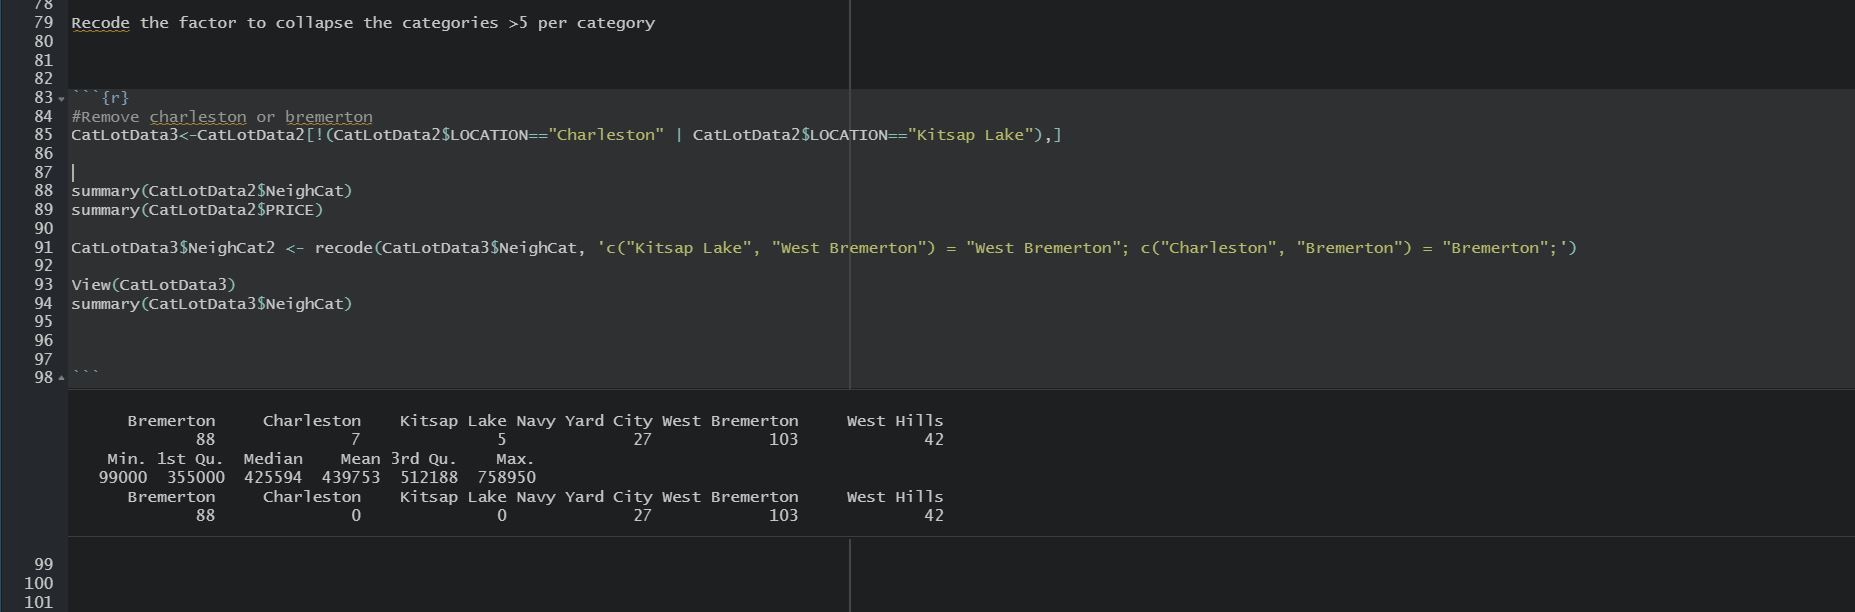 78
79 Recode the factor to collapse the categories >5 per category
80
81
82
83 ```{r}
84 #Remove charleston or bremerton
85 CatLotData3<-CatLotData2[!(CatLotData2$LOCATION=="Charleston" | CatLotData2$LOCATION=="Kitsap Lake"),]
86
87
88 summary(CatLotData2$NeighCat)
89 summary(CatLotData2$PRICE)
90
91 CatLotData3$NeighCat2 <- recode(CatLotData3$NeighCat, 'c("Kitsap Lake", "West Bremerton") = "West Bremerton"; c("Charleston", "Bremerton") = "Bremerton";')
92
93 View(CatLotData3)
94 summary(CatLotData3$NeighCat)
95
96
97
98 ```
Bremerton Charleston Kitsap Lake Navy Yard City West Bremerton West Hills
88 7 5 27 103 42
Min. 1st Qu. Median Mean 3rd Qu. Max.
99000 355000 425594 439753 512188 758950
Bremerton Charleston Kitsap Lake Navy Yard City West Bremerton West Hills
88 0 0 27 103 42
99
100
101